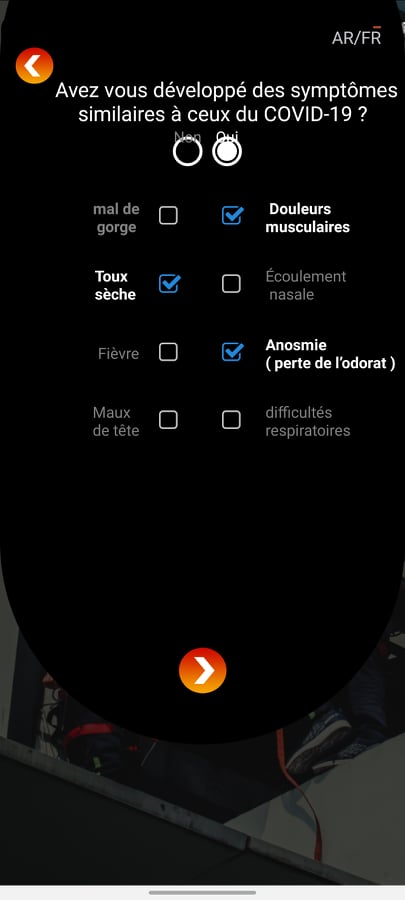 AR/FR
Avez vous développé des symptômes
similaires à ceux du COVID-19 ?
Non Oui
mal de
gorge
Douleurs
musculaires
Toux
sèche
Écoulement
nasale
Fièvre
Anosmie
( perte de l'odorat )
Maux
de tête
difficultés
respiratoires